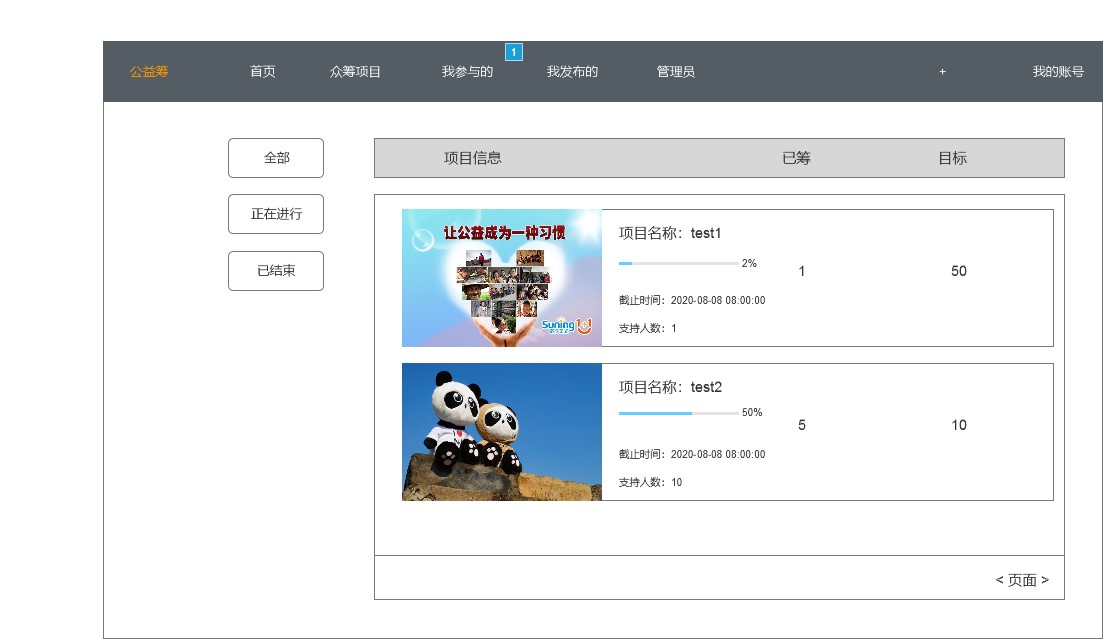 1
公益筹 首页 众筹项目 我参与的 我发布的 管理员 + 我的账号
全部
正在进行
已结束
项目信息 已筹 目标
让公益成为一种习惯
Suning 1+1
项目名称：test1
2%
1 50
截止时间：2020-08-08 08:00:00
支持人数：1
项目名称：test2
50%
5 10
截止时间：2020-08-08 08:00:00
支持人数：10
< 页面 >